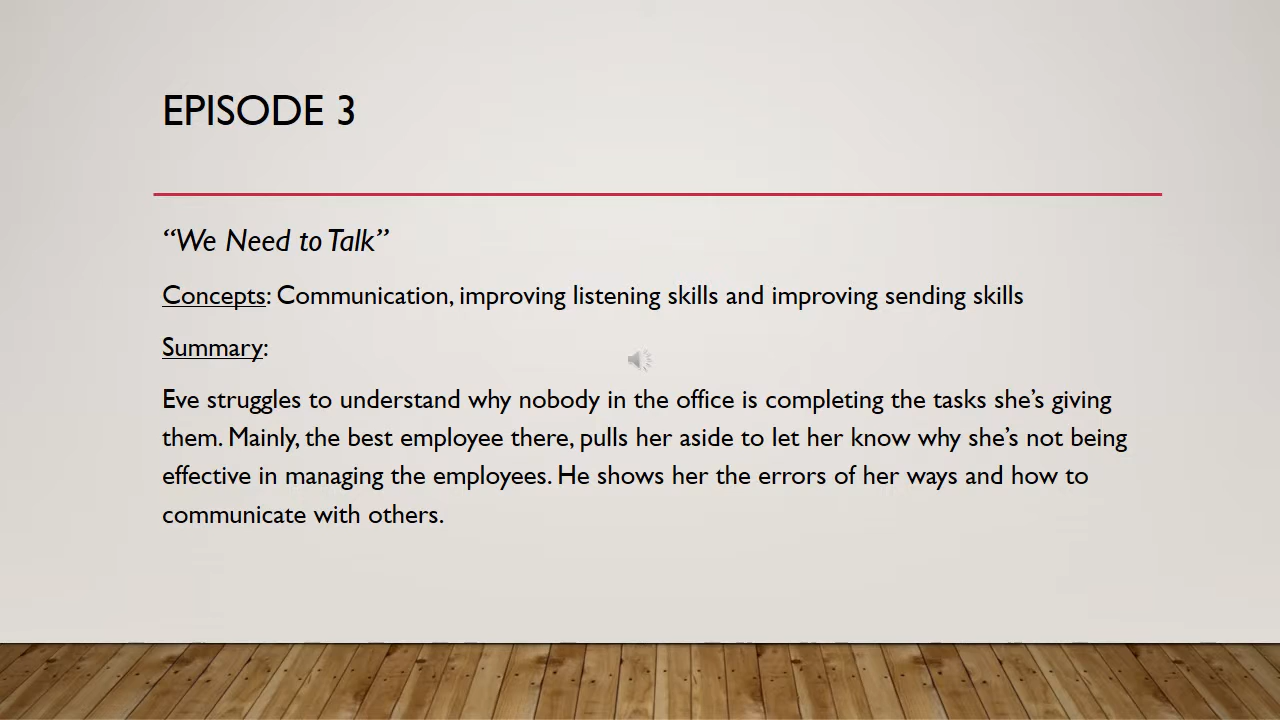 EPISODE 3
“We Need to Talk”
Concepts: Communication, improving listening skills and improving sending skills
Summary:
Eve struggles to understand why nobody in the office is completing the tasks she’s giving
them. Mainly, the best employee there, pulls her aside to let her know why she’s not being
effective in managing the employees. He shows her the errors of her ways and how to
communicate with others.